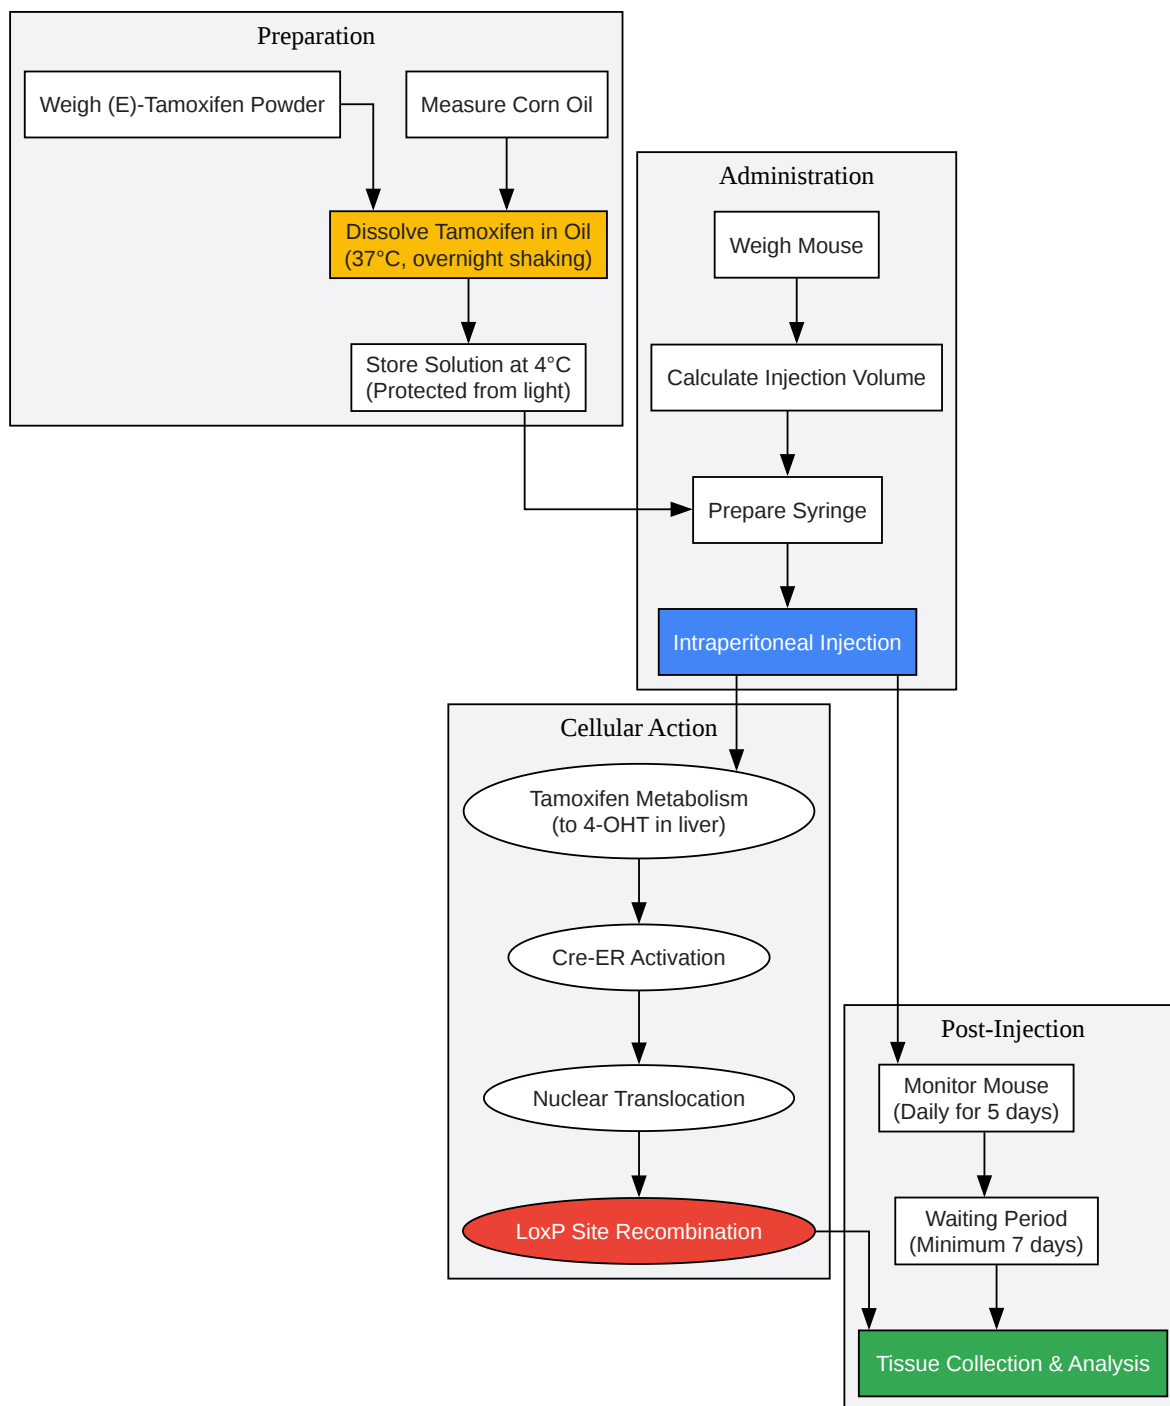 Preparation
Weigh (E)-Tamoxifen Powder
Measure Corn Oil
Dissolve Tamoxifen in Oil
(37°C, overnight shaking)
Store Solution at 4°C
(Protected from light)
Administration
Weigh Mouse
Calculate Injection Volume
Prepare Syringe
Intraperitoneal Injection
Cellular Action
Tamoxifen Metabolism
(to 4-OHT in liver)
Cre-ER Activation
Nuclear Translocation
LoxP Site Recombination
Post-Injection
Monitor Mouse
(Daily for 5 days)
Waiting Period
(Minimum 7 days)
Tissue Collection & Analysis